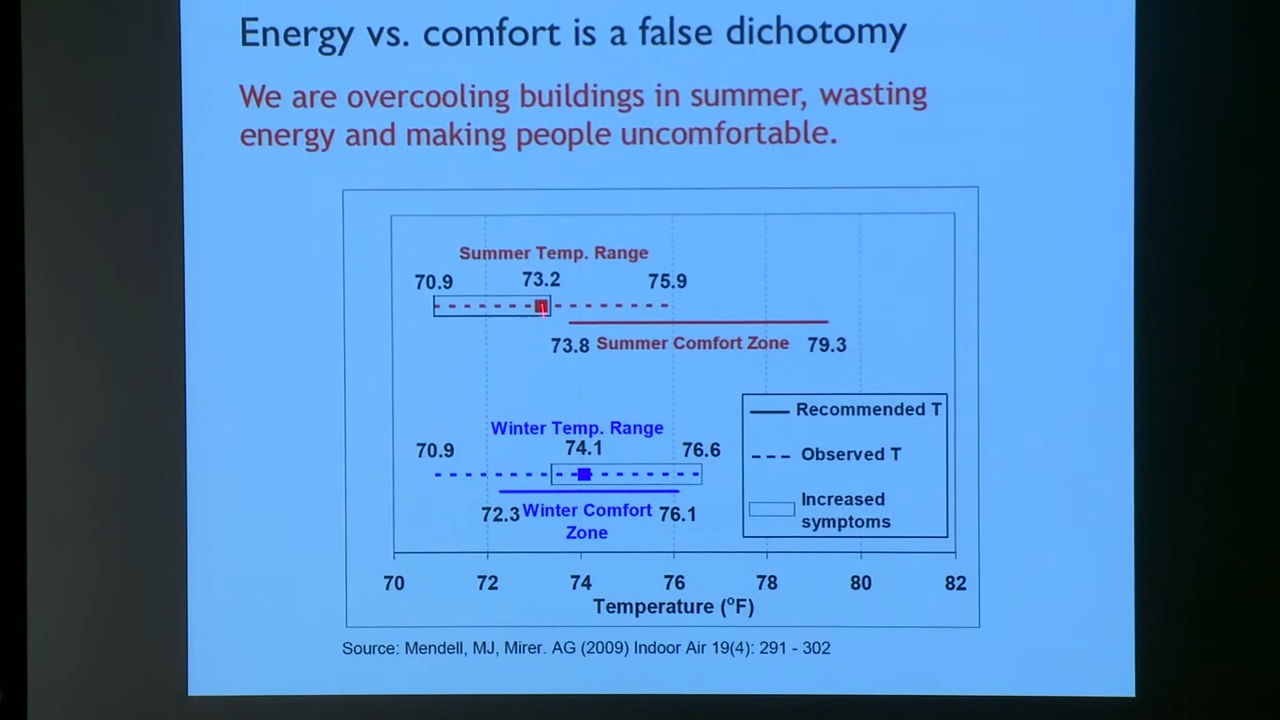 Energy vs. comfort is a false dichotomy
We are overcooling buildings in summer, wasting
energy and making people uncomfortable.
Summer Temp. Range
70.9 73.2 75.9
73.8 Summer Comfort Zone 79.3
Winter Temp. Range
70.9 74.1 76.6
72.3 Winter Comfort 76.1
Zone
Recommended T
Observed T
Increased
symptoms
70 72 74 76 78 80 82
Temperature (ºF)
Source: Mendell, MJ, Mirer. AG (2009) Indoor Air 19(4): 291 - 302